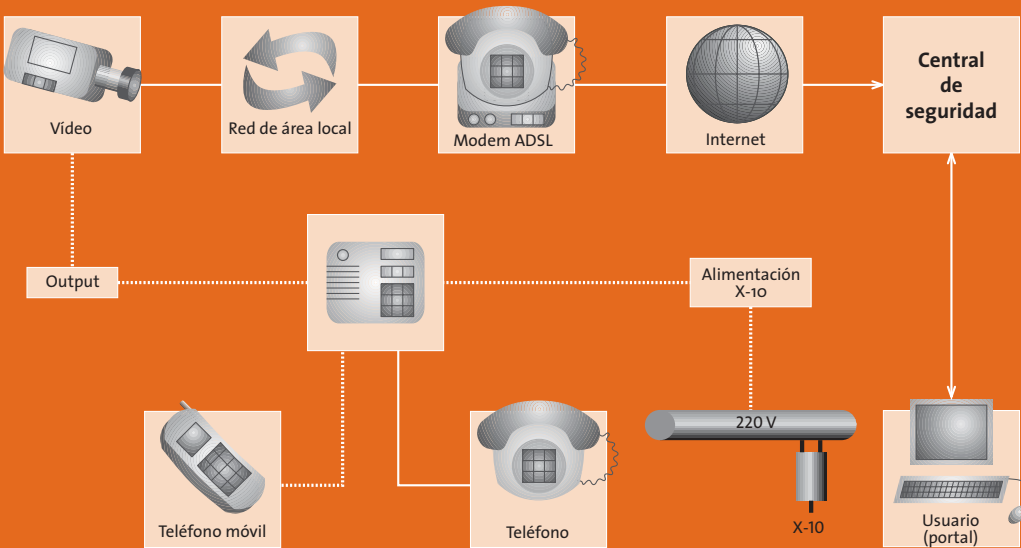 Vídeo
Red de área local
Modem ADSL
Internet
Central
de
seguridad
Output
Alimentación
X-10
Teléfono móvil
Teléfono
220 V
X-10
Usuario
(portal)